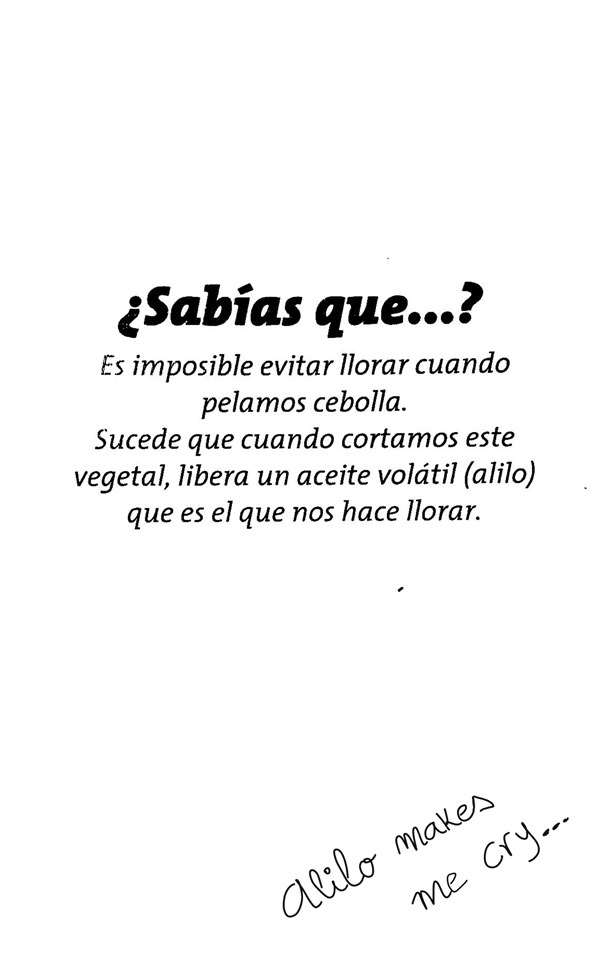 ¿Sabías que...?
Es imposible evitar llorar cuando
pelamos cebolla.
Sucede que cuando cortamos este
vegetal, libera un aceite volátil (alilo)
que es el que nos hace llorar.
Alilo makes
me cry...